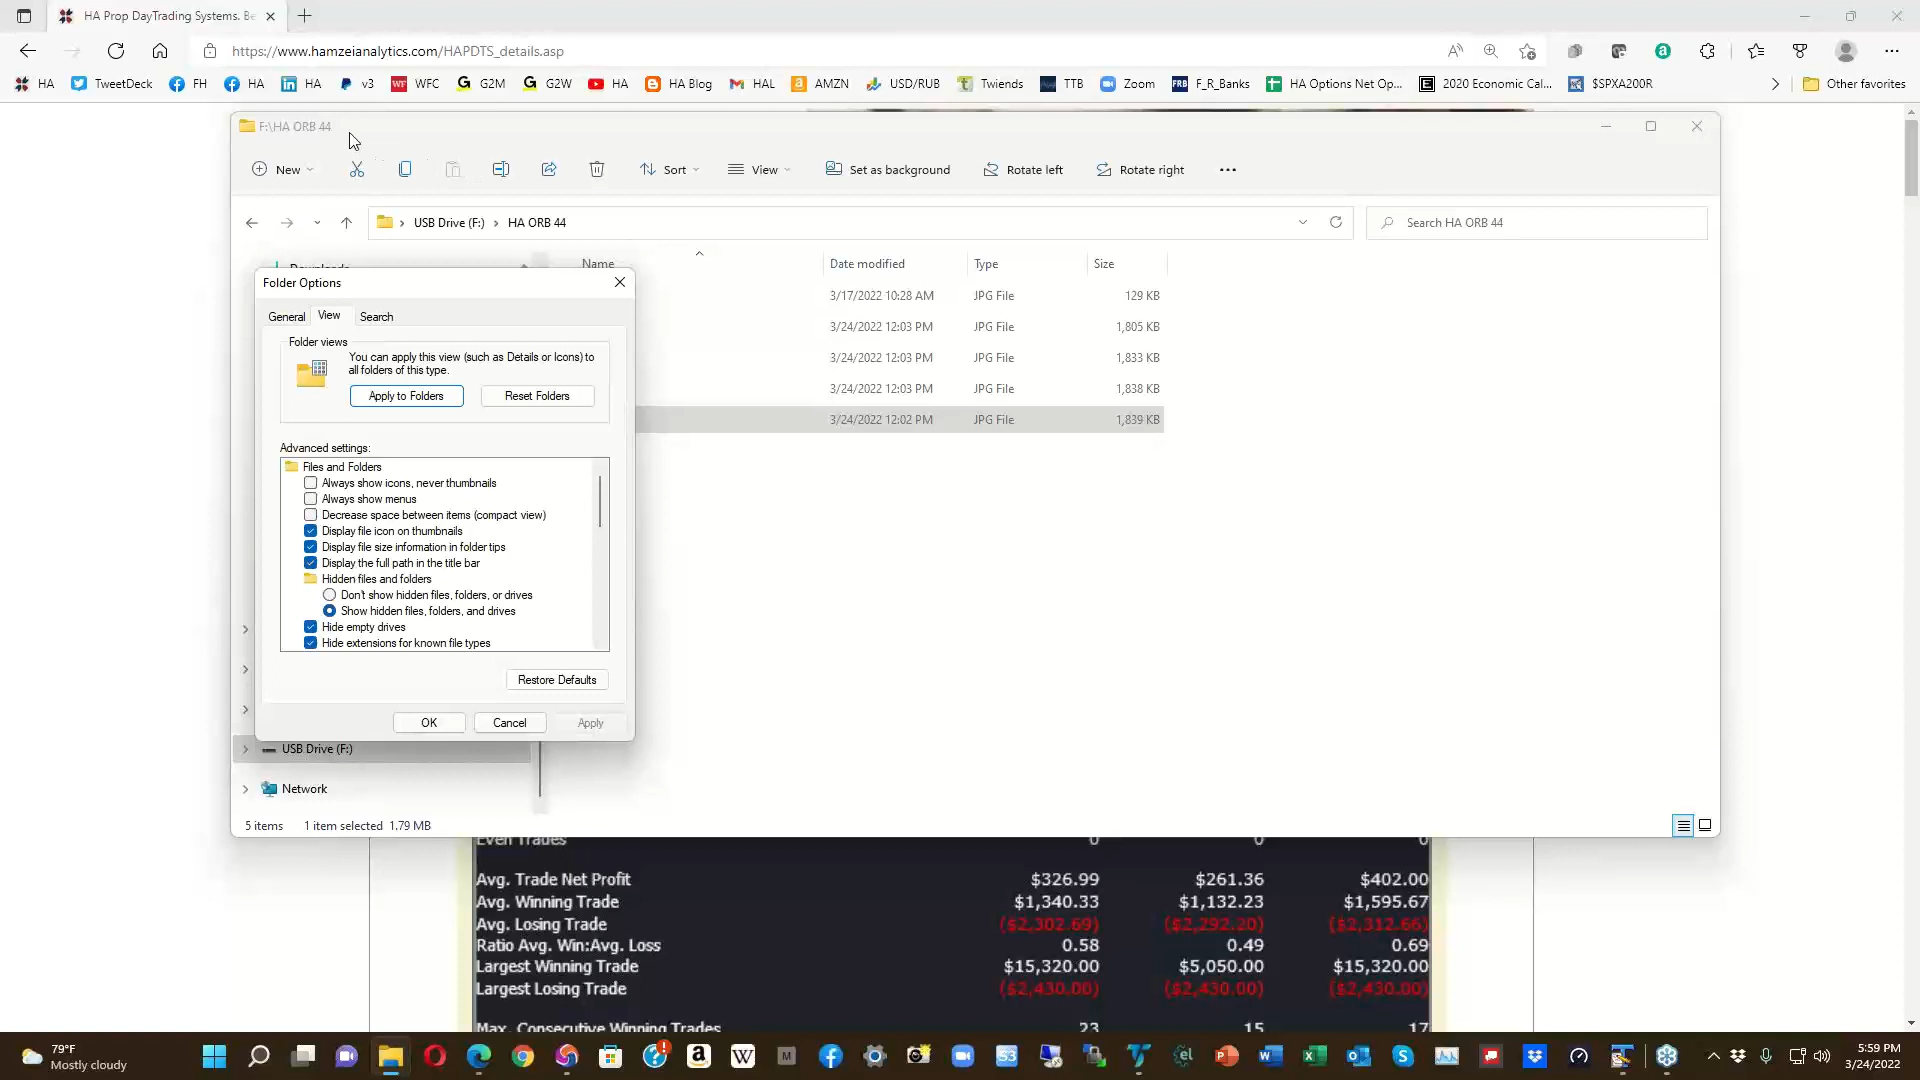 HA Prop DayTrading Systems. Be
https://www.hamzeianalytics.com/HAPDTS_details.asp
HA TweetDeck FH HA HA v3 WFC G2M G2W HA HA Blog HAL AMZN USD/RUB Twiends TTB Zoom F_R_Banks HA Options Net Op... 2020 Economic Cal... $SPXA200R Other favorites
F:\HA ORB 44
New Sort View Set as background Rotate left Rotate right
USB Drive (F:) HA ORB 44 Search HA ORB 44
Name Date modified Type Size
3/17/2022 10:28 AM JPG File 129 KB
3/24/2022 12:03 PM JPG File 1,805 KB
3/24/2022 12:03 PM JPG File 1,833 KB
3/24/2022 12:03 PM JPG File 1,838 KB
3/24/2022 12:02 PM JPG File 1,839 KB
Folder Options
General View Search
Folder views
You can apply this view (such as Details or Icons) to
all folders of this type.
Apply to Folders Reset Folders
Advanced settings:
Files and Folders
Always show icons, never thumbnails
Always show menus
Decrease space between items (compact view)
Display file icon on thumbnails
Display file size information in folder tips
Display the full path in the title bar
Hidden files and folders
Don't show hidden files, folders, or drives
Show hidden files, folders, and drives
Hide empty drives
Hide extensions for known file types
Restore Defaults
OK Cancel Apply
USB Drive (F:)
Network
5 items 1 item selected 1.79 MB
Even Trades 0 0 0
Avg. Trade Net Profit $326.99 $261.36 $402.00
Avg. Winning Trade $1,340.33 $1,132.23 $1,595.67
Avg. Losing Trade ($2,302.69) ($2,292.20) ($2,312.66)
Ratio Avg. Win:Avg. Loss 0.58 0.49 0.69
Largest Winning Trade $15,320.00 $5,050.00 $15,320.00
Largest Losing Trade ($2,430.00) ($2,430.00) ($2,430.00)
Max. Consecutive Winning Trades 23 15 17
79°F
Mostly cloudy
5:59 PM
3/24/2022